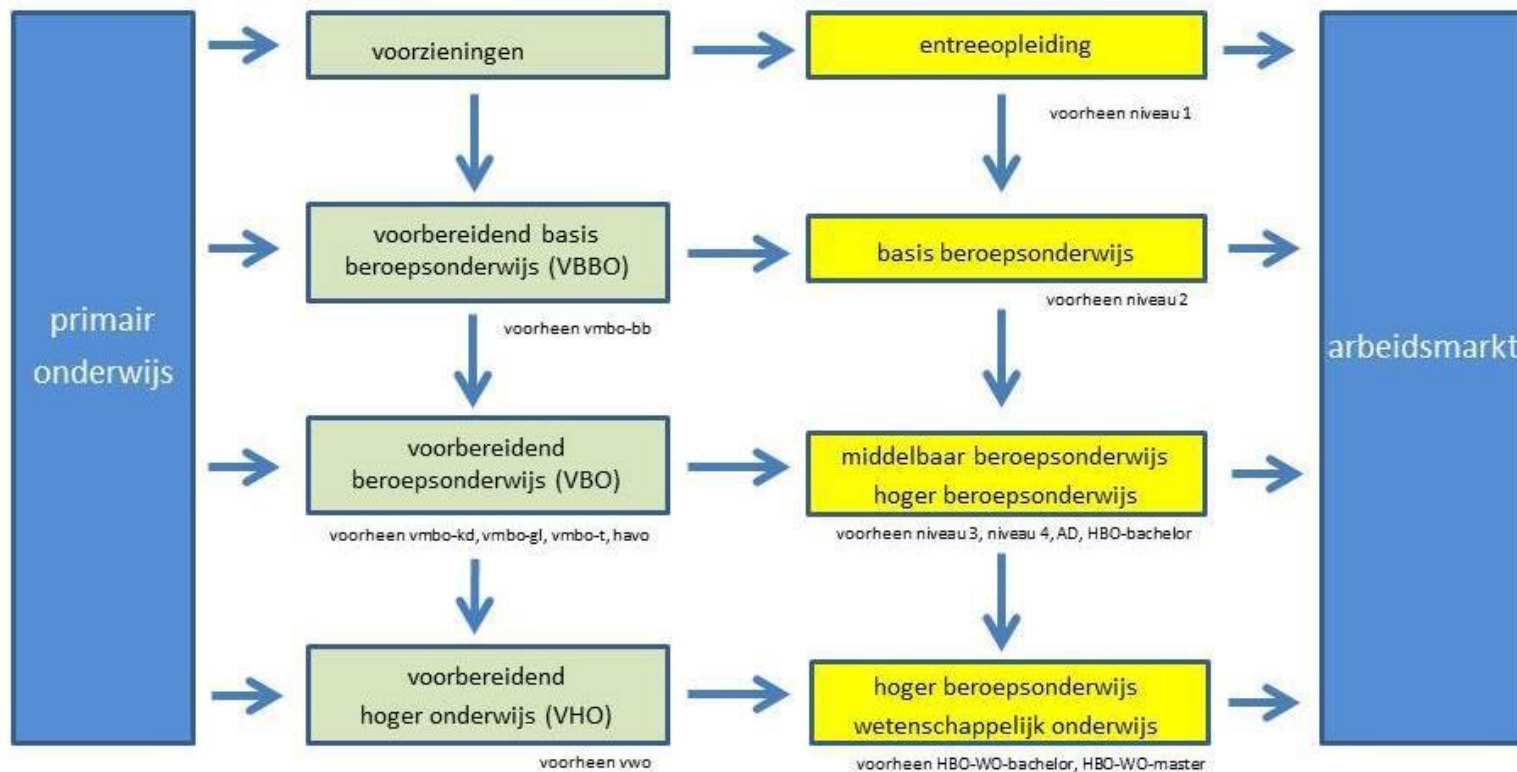 primair
onderwijs
voorzieningen
entreeopleiding
voorheen niveau 1
voorbereidend basis
beroepsonderwijs (VBBO)
voorheen vmbo-bb
basis beroepsonderwijs
voorheen niveau 2
voorbereidend
beroepsonderwijs (VBO)
voorheen vmbo-kd, vmbo-gl, vmbo-t, havo
middelbaar beroepsonderwijs
hoger beroepsonderwijs
voorheen niveau 3, niveau 4, AD, HBO-bachelor
voorbereidend
hoger onderwijs (VHO)
voorheen vwo
hoger beroepsonderwijs
wetenschappelijk onderwijs
voorheen HBO-WO-bachelor, HBO-WO-master
arbeidsmarkt